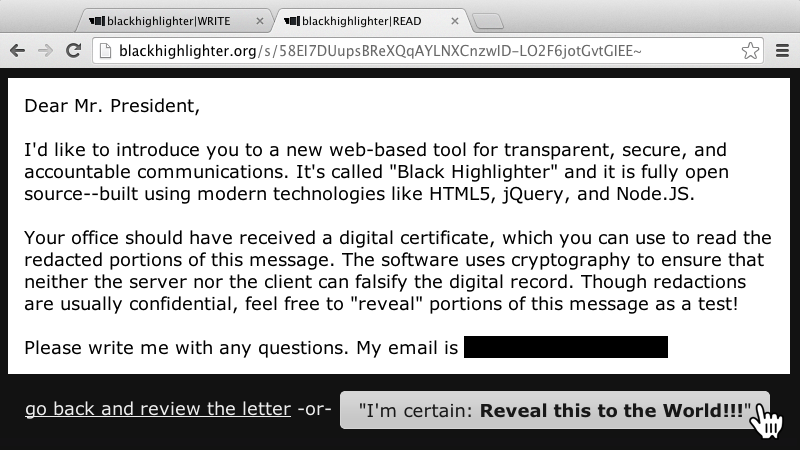 blackhighlighter|WRITE
blackhighlighter|READ
blackhighlighter.org/s/58EI7DUupsBReXQqAYLNXCnzwlD-LO2F6jotGvtGIEE~
Dear Mr. President,
I'd like to introduce you to a new web-based tool for transparent, secure, and
accountable communications. It's called "Black Highlighter" and it is fully open
source--built using modern technologies like HTML5, jQuery, and Node.JS.
Your office should have received a digital certificate, which you can use to read the
redacted portions of this message. The software uses cryptography to ensure that
neither the server nor the client can falsify the digital record. Though redactions
are usually confidential, feel free to "reveal" portions of this message as a test!
Please write me with any questions. My email is
go back and review the letter -or- "I'm certain: Reveal this to the World!!!"